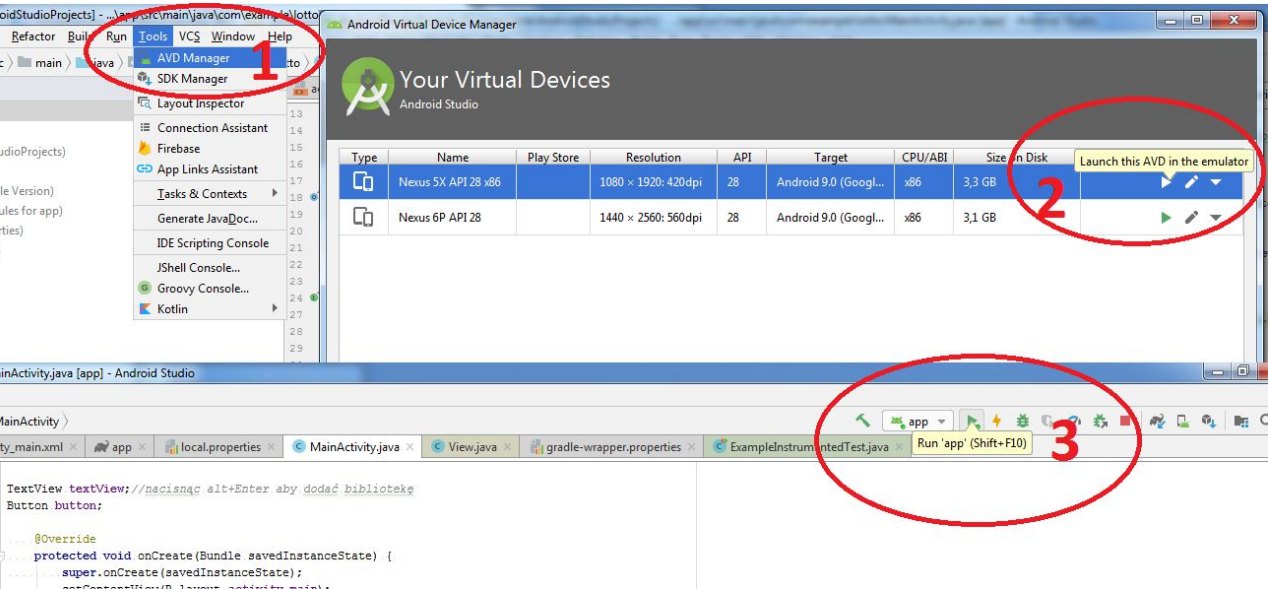 oidStudioProjects] - ...\app\src\main\java\com\example\lotto
Refactor Build Run Tools VCS Window Help
main java
1
AVD Manager
SDK Manager
Layout Inspector
Connection Assistant
Firebase
App Links Assistant
Tasks & Contexts
Generate JavaDoc...
IDE Scripting Console
JShell Console...
Groovy Console...
Kotlin
udioProjects)
le Version)
ules for app)
rties)
13
14
15
16
17
18
19
20
21
22
23
24
27
28
29
Android Virtual Device Manager
Your Virtual Devices
Android Studio
Type Name Play Store Resolution API Target CPU/ABI Size on Disk
Launch this AVD in the emulator
Nexus 5X API 28 x86 1080 × 1920: 420dpi 28 Android 9.0 (Googl... x86 3,3 GB
2
Nexus 6P API 28 1440 × 2560: 560dpi 28 Android 9.0 (Googl... x86 3,1 GB
inActivity.java [app] - Android Studio
MainActivity
app
ty_main.xml app local.properties MainActivity.java View.java gradle-wrapper.properties ExampleInstrumentedTest.java
Run 'app' (Shift+F10)
3
TextView textView;//nacisnąc alt+Enter aby dodać bibliotekę
Button button;
@Override
protected void onCreate(Bundle savedInstanceState) {
super.onCreate(savedInstanceState);
setContentView(R.layout.activity_main);